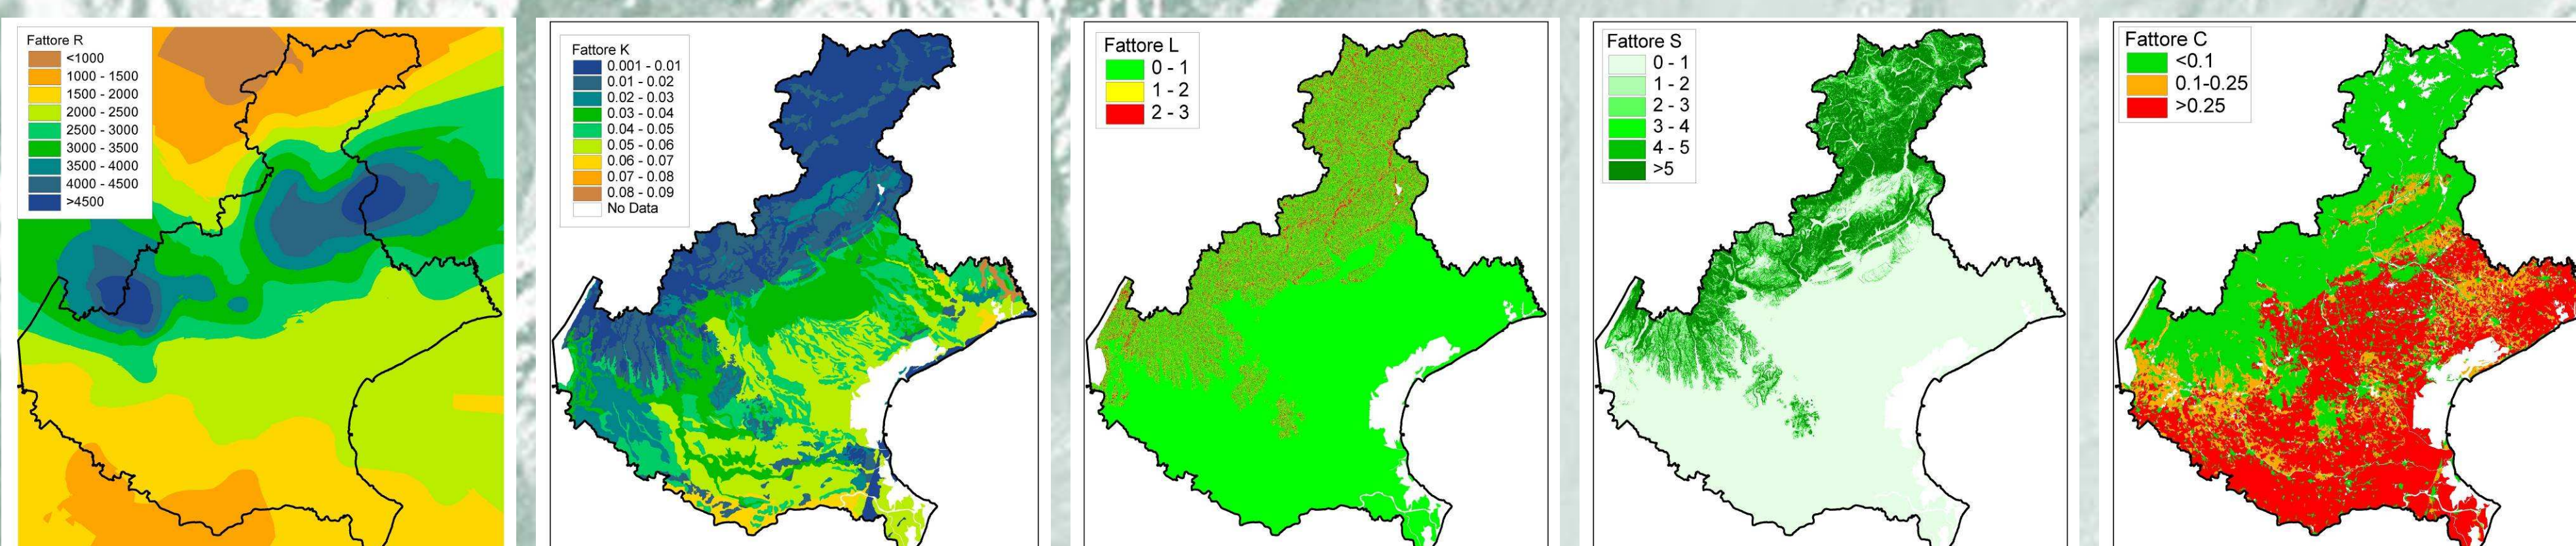 Fattore R
<1000
1000 - 1500
1500 - 2000
2000 - 2500
2500 - 3000
3000 - 3500
3500 - 4000
4000 - 4500
>4500
Fattore K
0.001 - 0.01
0.01 - 0.02
0.02 - 0.03
0.03 - 0.04
0.04 - 0.05
0.05 - 0.06
0.06 - 0.07
0.07 - 0.08
0.08 - 0.09
No Data
Fattore L
0 - 1
1 - 2
2 - 3
Fattore S
0 - 1
1 - 2
2 - 3
3 - 4
4 - 5
>5
Fattore C
<0.1
0.1-0.25
>0.25